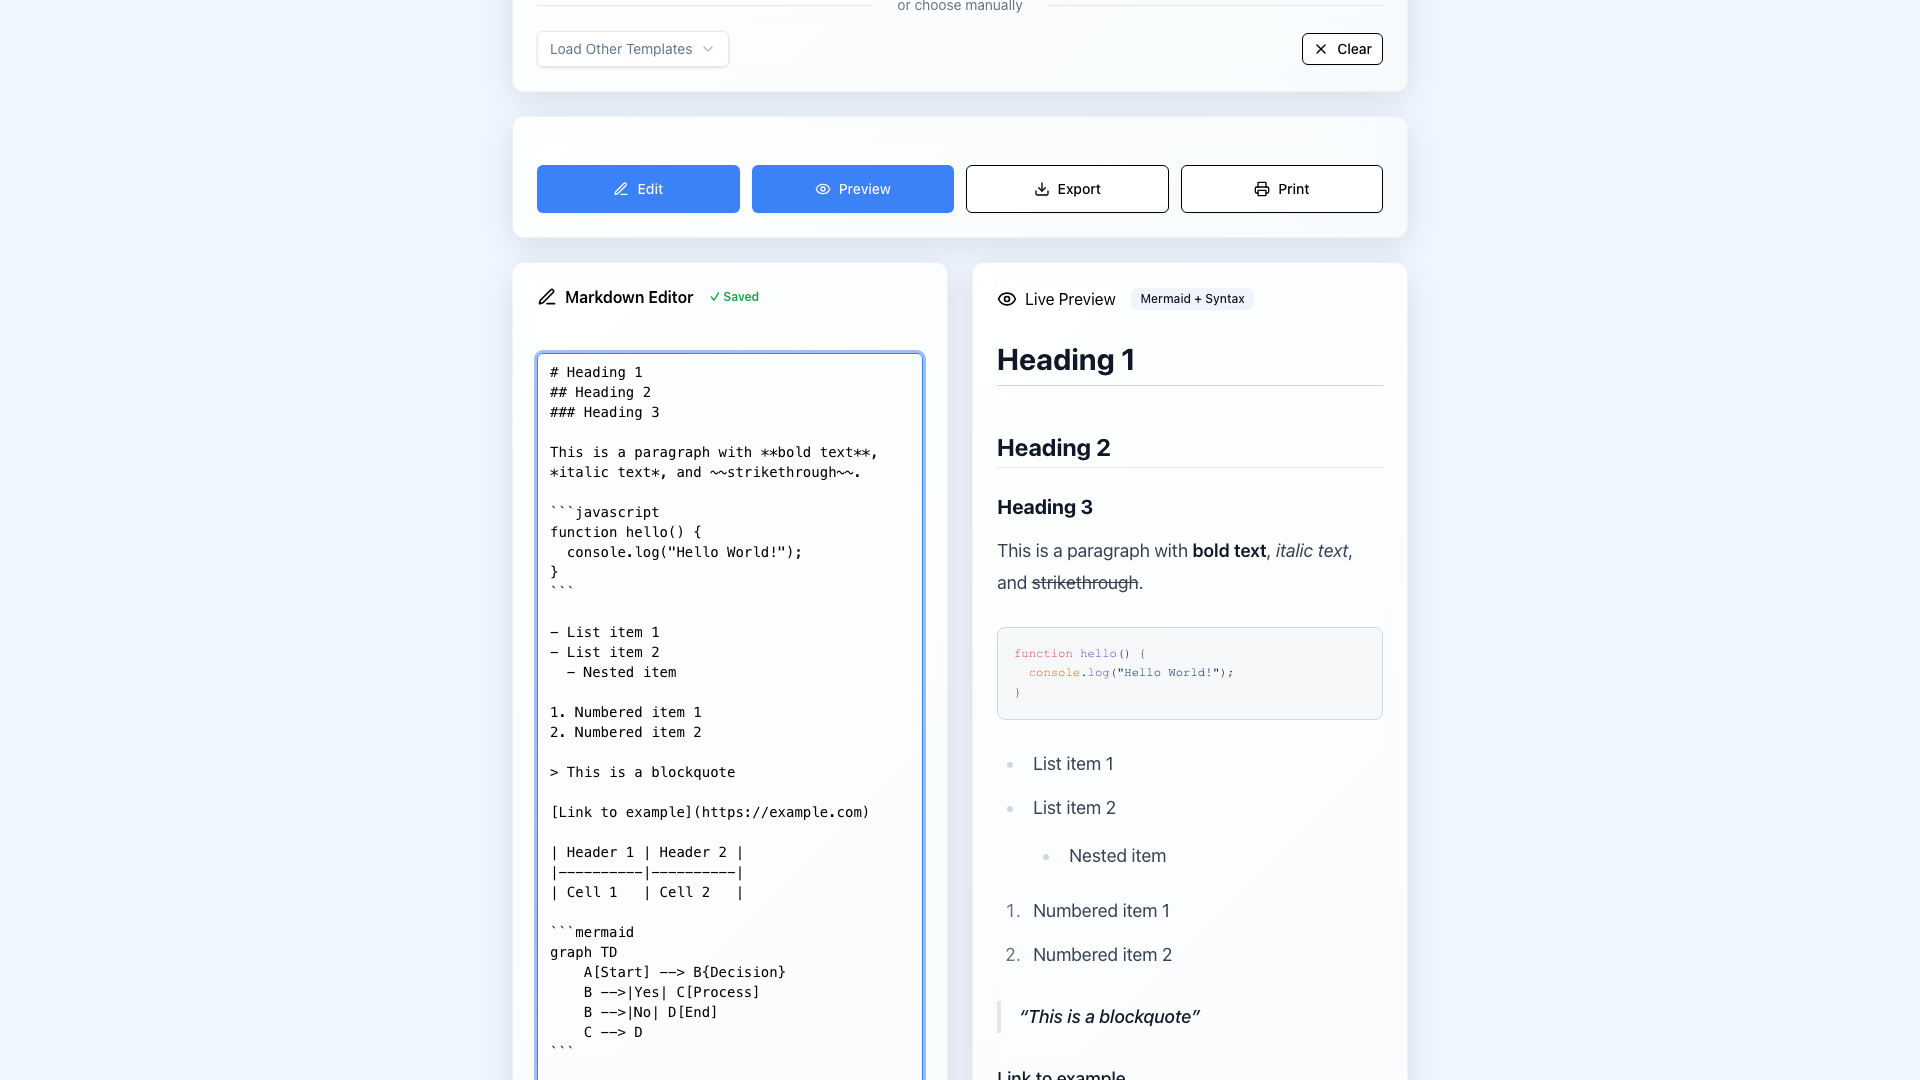 or choose manually
Load Other Templates
Clear
Edit
Preview
Export
Print
Markdown Editor
Saved
# Heading 1
## Heading 2
### Heading 3
This is a paragraph with **bold text**,
*italic text*, and ~~strikethrough~~.
```javascript
function hello() {
  console.log("Hello World!");
}
```
- List item 1
- List item 2
  - Nested item
1. Numbered item 1
2. Numbered item 2
> This is a blockquote
[Link to example](https://example.com)
| Header 1 | Header 2 |
|----------|----------|
| Cell 1   | Cell 2   |
```mermaid
graph TD
    A[Start] --> B{Decision}
    B -->|Yes| C[Process]
    B -->|No| D[End]
    C --> D
```
Live Preview
Mermaid + Syntax
Heading 1
Heading 2
Heading 3
This is a paragraph with bold text, italic text,
and strikethrough.
function hello() {
  console.log("Hello World!");
}
• List item 1
• List item 2
• Nested item
1. Numbered item 1
2. Numbered item 2
“This is a blockquote”
Link to example